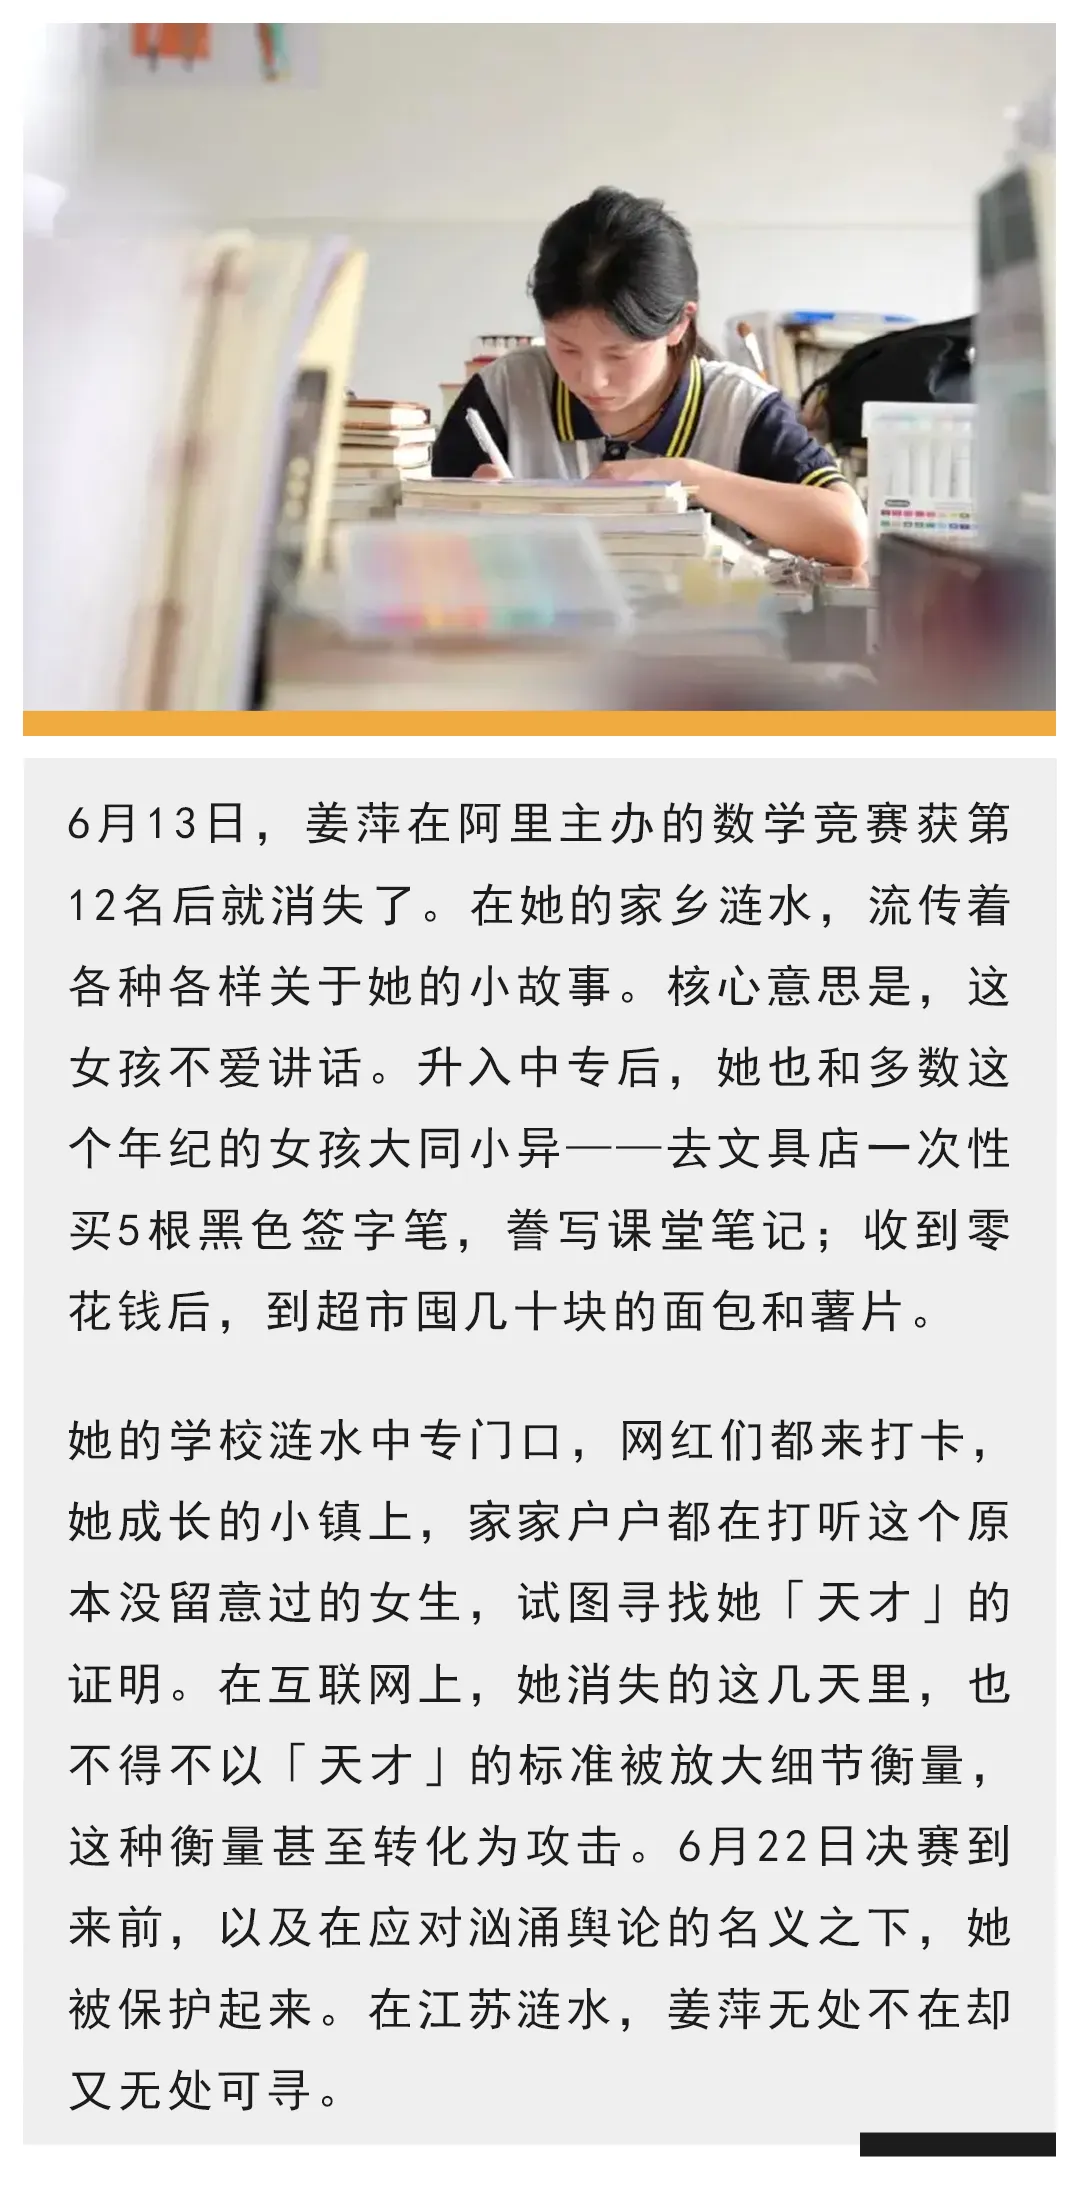 6月13日，姜萍在阿里主办的数学竞赛获第
12名后就消失了。在她的家乡涟水，流传着
各种各样关于她的小故事。核心意思是，这
女孩不爱讲话。升入中专后，她也和多数这
个年纪的女孩大同小异——去文具店一次性
买5根黑色签字笔，誊写课堂笔记；收到零
花钱后，到超市囤几十块的面包和薯片。
她的学校涟水中专门口，网红们都来打卡，
她成长的小镇上，家家户户都在打听这个原
本没留意过的女生，试图寻找她「天才」的
证明。在互联网上，她消失的这几天里，也
不得不以「天才」的标准被放大细节衡量，
这种衡量甚至转化为攻击。6月22日决赛到
来前，以及在应对汹涌舆论的名义之下，她
被保护起来。在江苏涟水，姜萍无处不在却
又无处可寻。